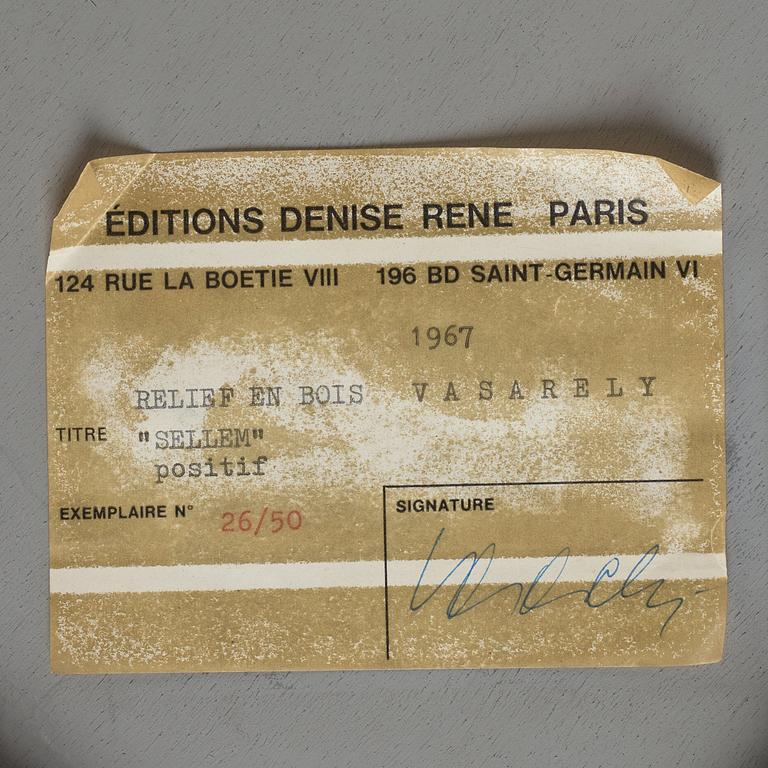 ÉDITIONS DENISE RENE PARIS
124 RUE LA BOETIE VIII 196 BD SAINT-GERMAIN VI
1967
RELIEF EN BOIS VASARELY
TITRE "SELLEM"
positif
EXEMPLAIRE N° 26/50
SIGNATURE
Vasarely